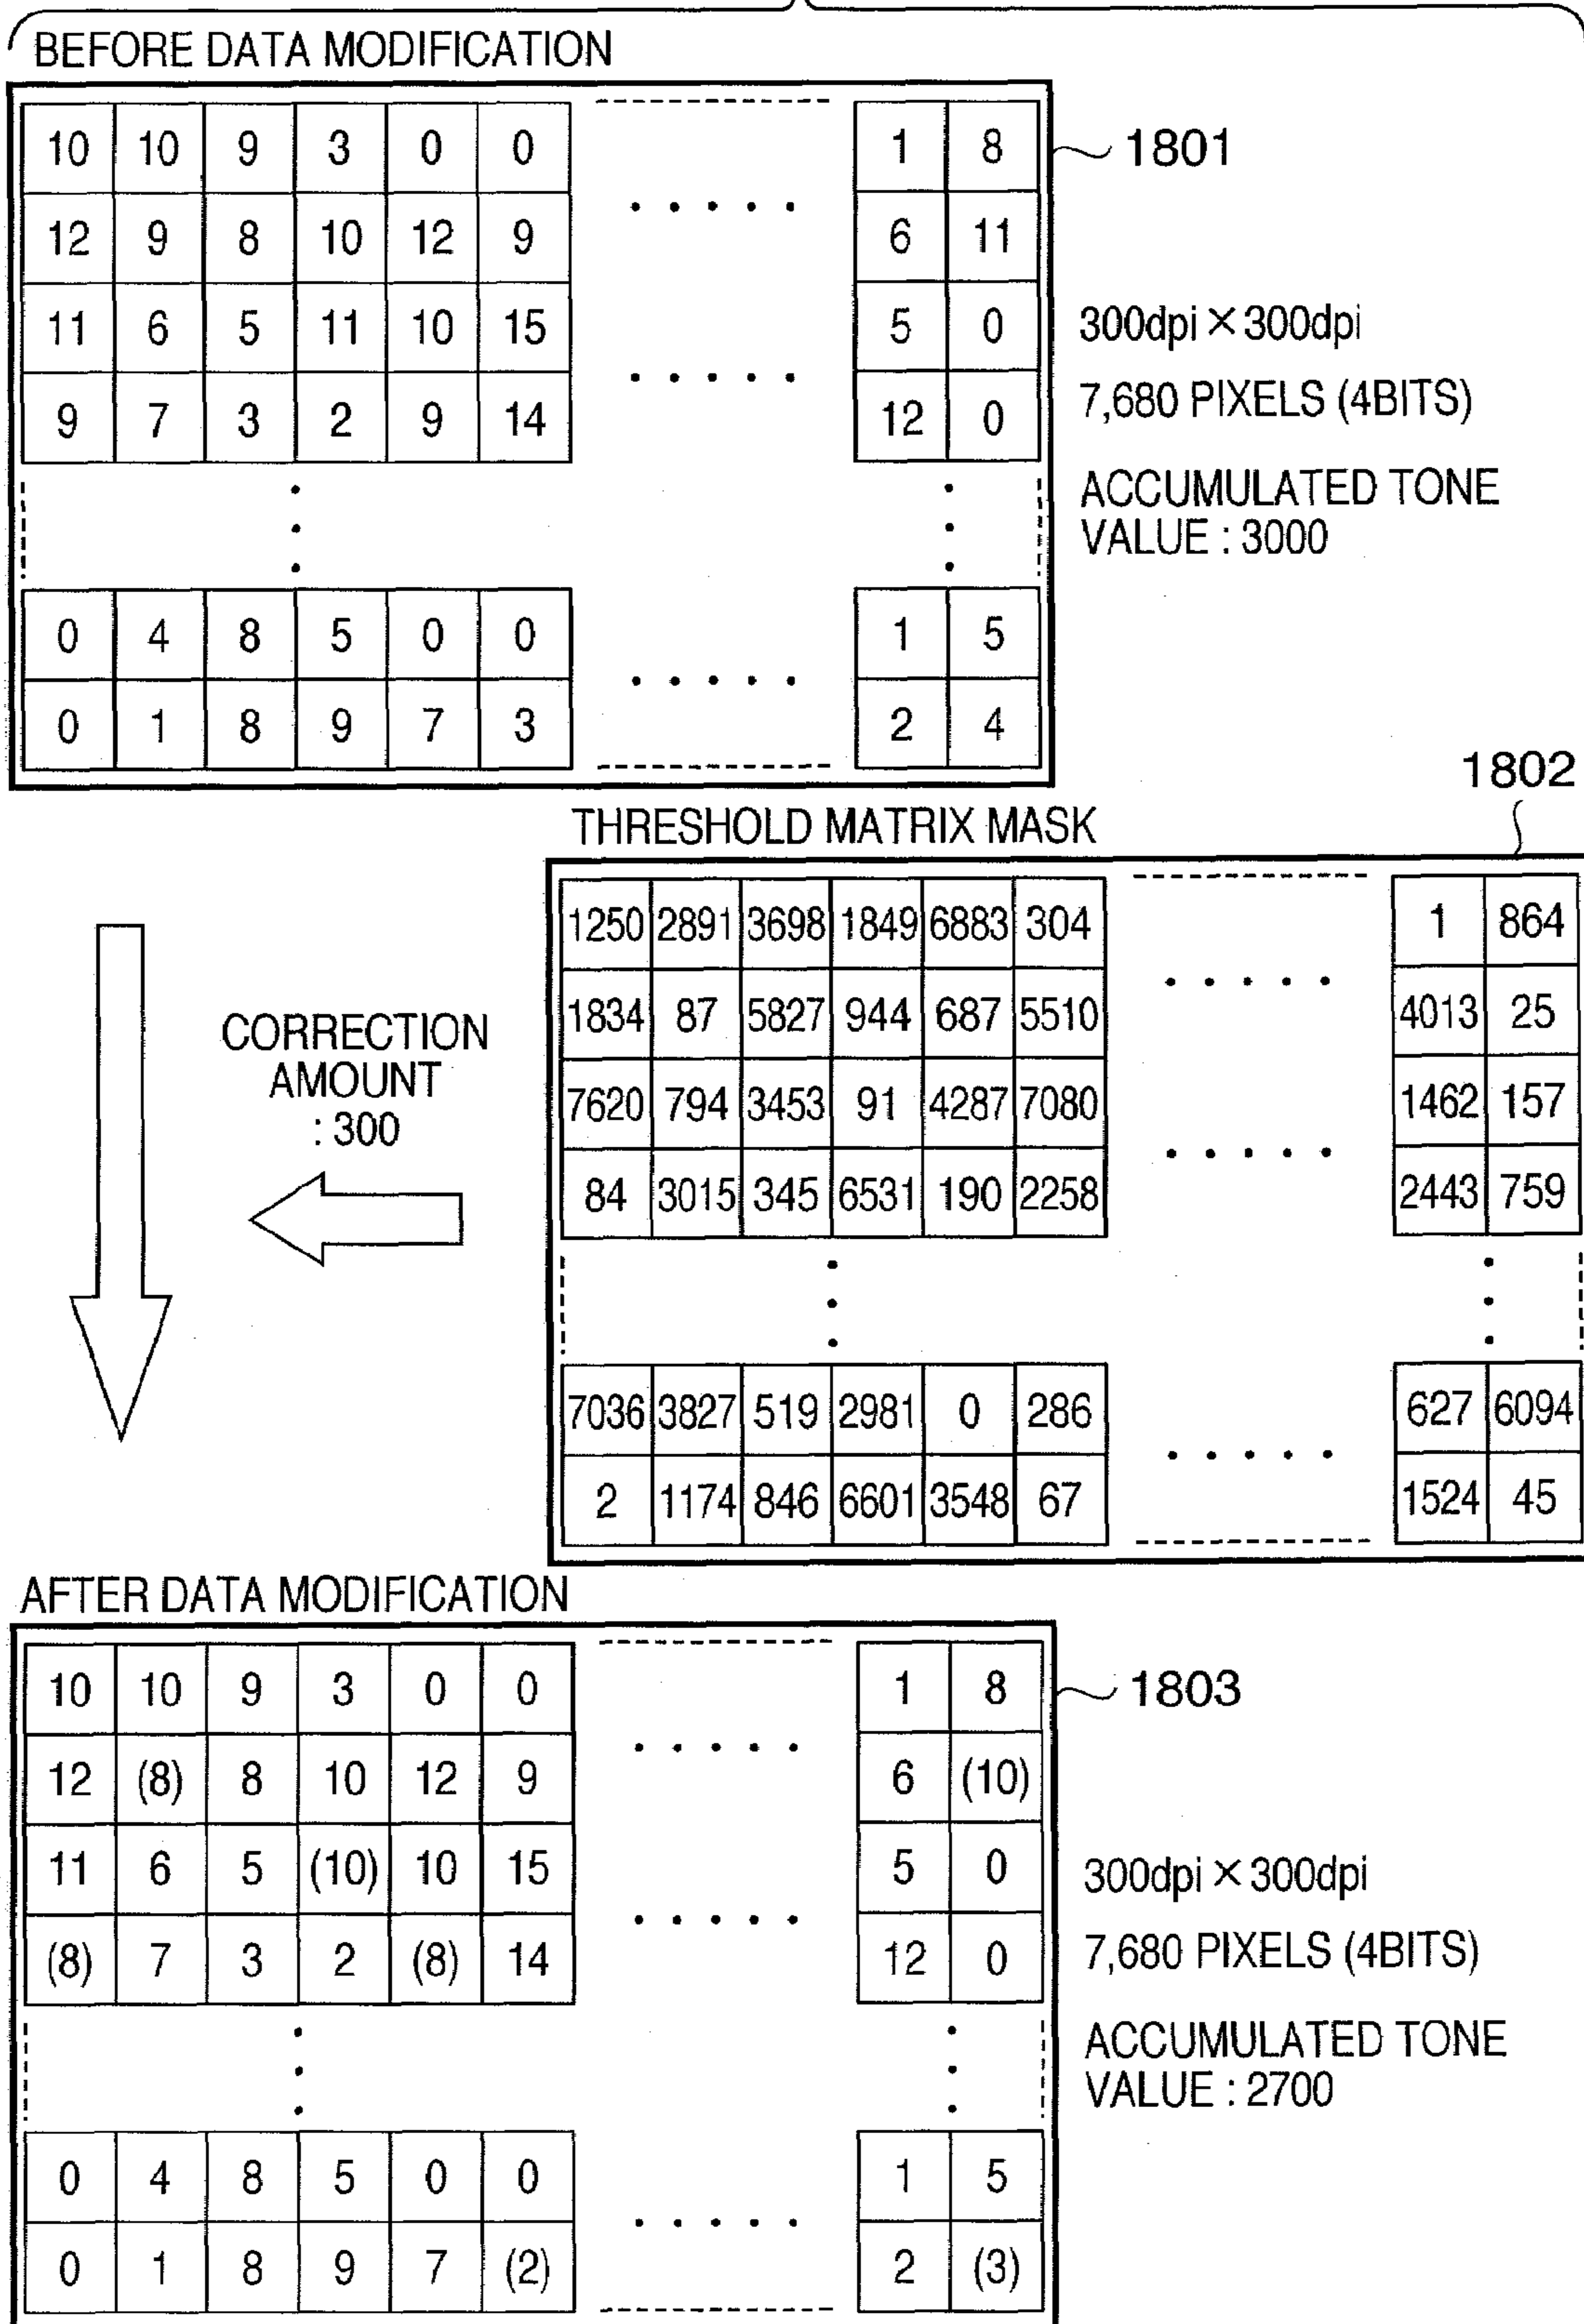 BEFORE DATA MODIFICATION
10 10 9 3 0 0 1 8
1801
12 9 8 10 12 9 6 11
11 6 5 11 10 15 5 0
300dpi×300dpi
9 7 3 2 9 14 12 0
7,680 PIXELS (4BITS)
ACCUMULATED TONE
VALUE : 3000
0 4 8 5 0 0 1 5
0 1 8 9 7 3 2 4
1802
THRESHOLD MATRIX MASK
1250 2891 3698 1849 6883 304 1 864
1834 87 5827 944 687 5510 4013 25
7620 794 3453 91 4287 7080 1462 157
84 3015 345 6531 190 2258 2443 759
7036 3827 519 2981 0 286 627 6094
2 1174 846 6601 3548 67 1524 45
CORRECTION
AMOUNT
: 300
AFTER DATA MODIFICATION
10 10 9 3 0 0 1 8
1803
12 (8) 8 10 12 9 6 (10)
11 6 5 (10) 10 15 5 0
300dpi×300dpi
(8) 7 3 2 (8) 14 12 0
7,680 PIXELS (4BITS)
ACCUMULATED TONE
VALUE : 2700
0 4 8 5 0 0 1 5
0 1 8 9 7 (2) 2 (3)